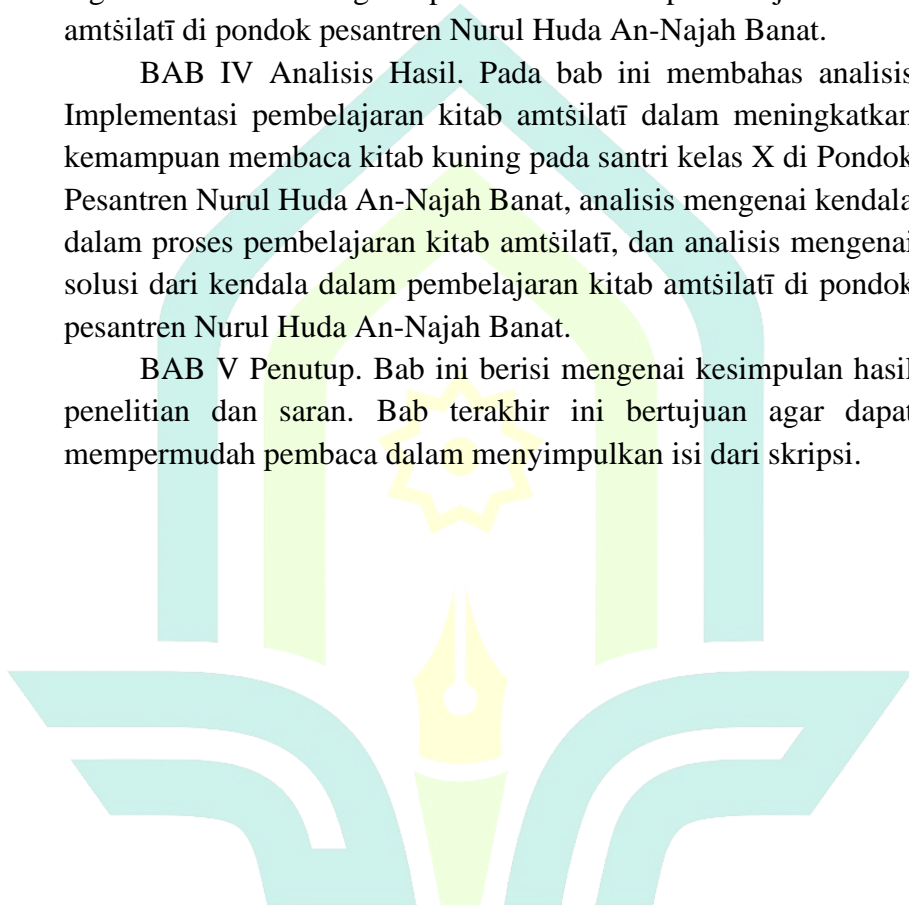 amtṡilatī di pondok pesantren Nurul Huda An-Najah Banat.
BAB IV Analisis Hasil. Pada bab ini membahas analisis
Implementasi pembelajaran kitab amtṡilatī dalam meningkatkan
kemampuan membaca kitab kuning pada santri kelas X di Pondok
Pesantren Nurul Huda An-Najah Banat, analisis mengenai kendala
dalam proses pembelajaran kitab amtṡilatī, dan analisis mengenai
solusi dari kendala dalam pembelajaran kitab amtṡilatī di pondok
pesantren Nurul Huda An-Najah Banat.
BAB V Penutup. Bab ini berisi mengenai kesimpulan hasil
penelitian dan saran. Bab terakhir ini bertujuan agar dapat
mempermudah pembaca dalam menyimpulkan isi dari skripsi.